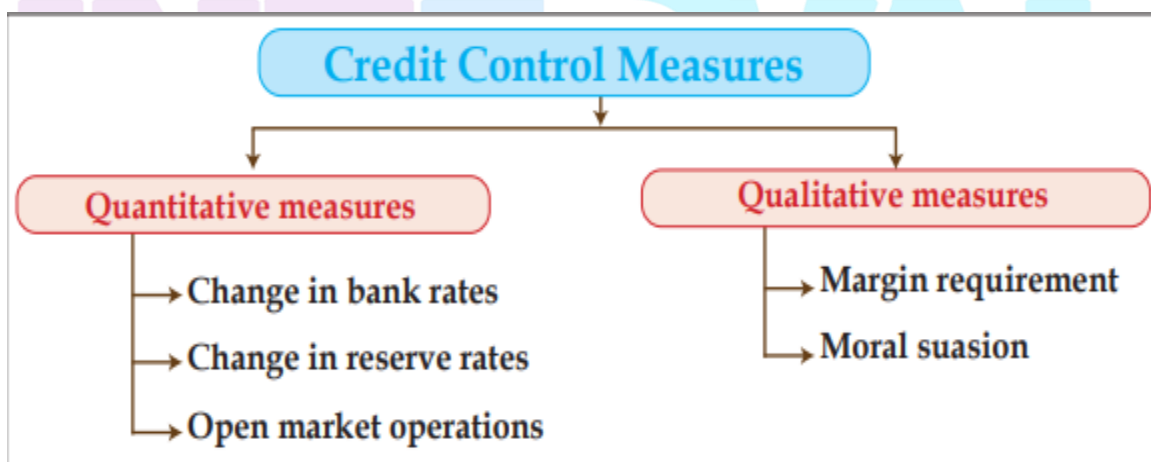 Credit Control Measures
Quantitative measures
Change in bank rates
Change in reserve rates
Open market operations
Qualitative measures
Margin requirement
Moral suasion